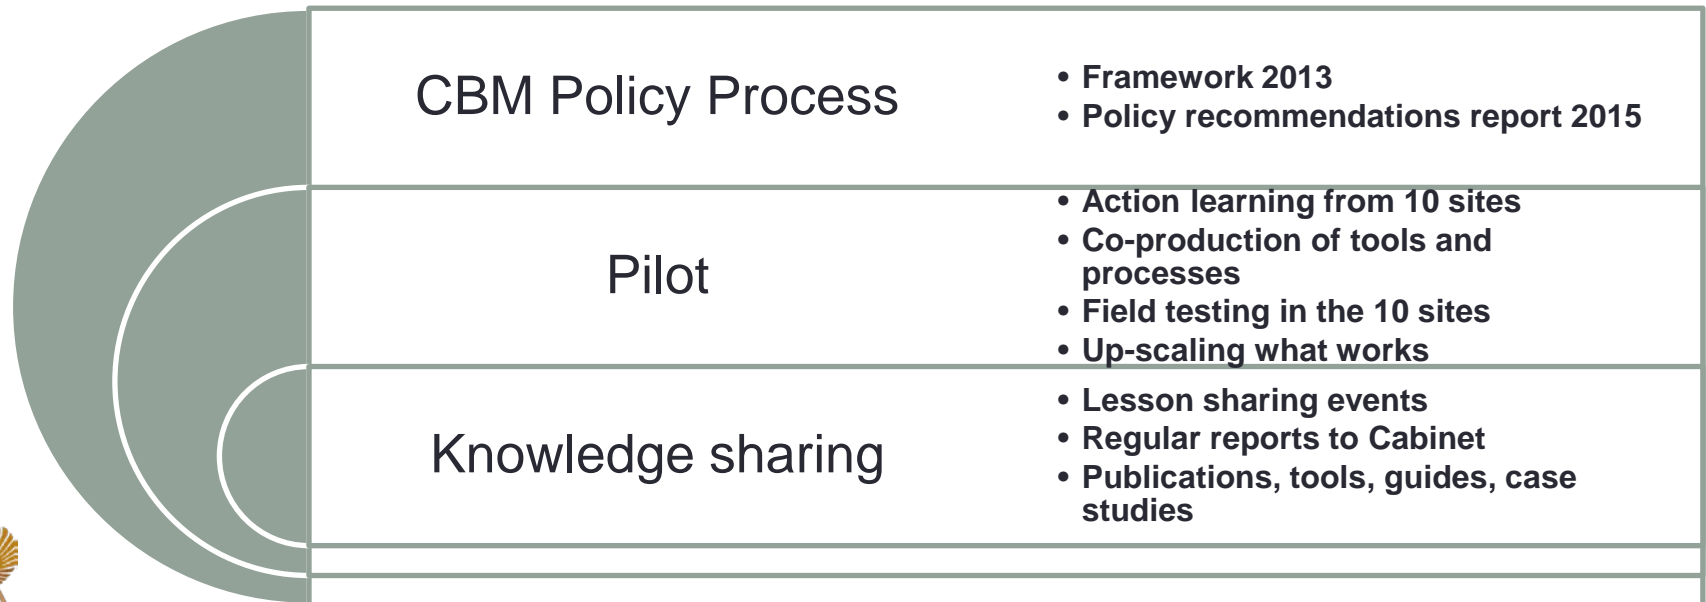 CBM Policy Process
• Framework 2013
• Policy recommendations report 2015
Pilot
• Action learning from 10 sites
• Co-production of tools and
processes
• Field testing in the 10 sites
• Up-scaling what works
Knowledge sharing
• Lesson sharing events
• Regular reports to Cabinet
• Publications, tools, guides, case
studies